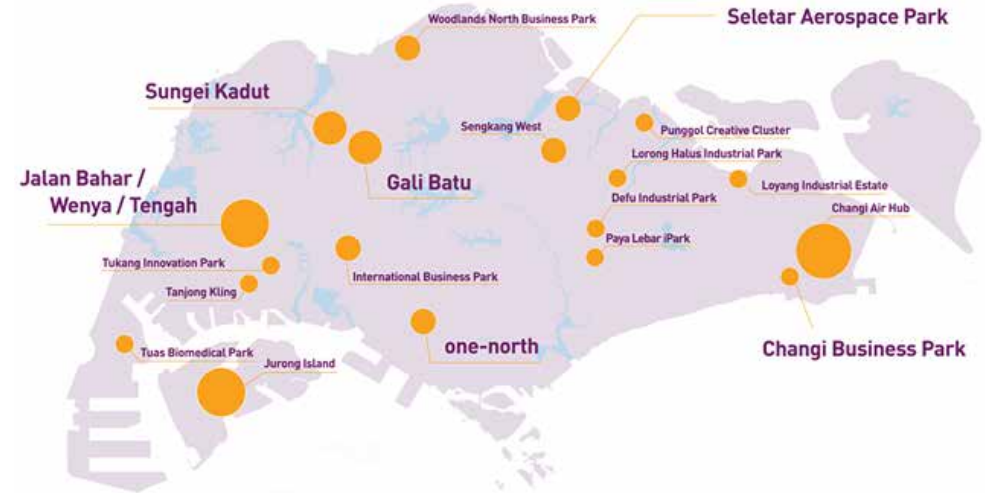 Woodlands North Business Park
Seletar Aerospace Park
Sungei Kadut
Sengkang West
Punggol Creative Cluster
Lorong Halus Industrial Park
Jalan Bahar /
Wenya / Tengah
Gali Batu
Loyang Industrial Estate
Defu Industrial Park
Changi Air Hub
Paya Lebar iPark
Tukang Innovation Park
International Business Park
Tanjong Kling
one-north
Changi Business Park
Tuas Biomedical Park
Jurong Island